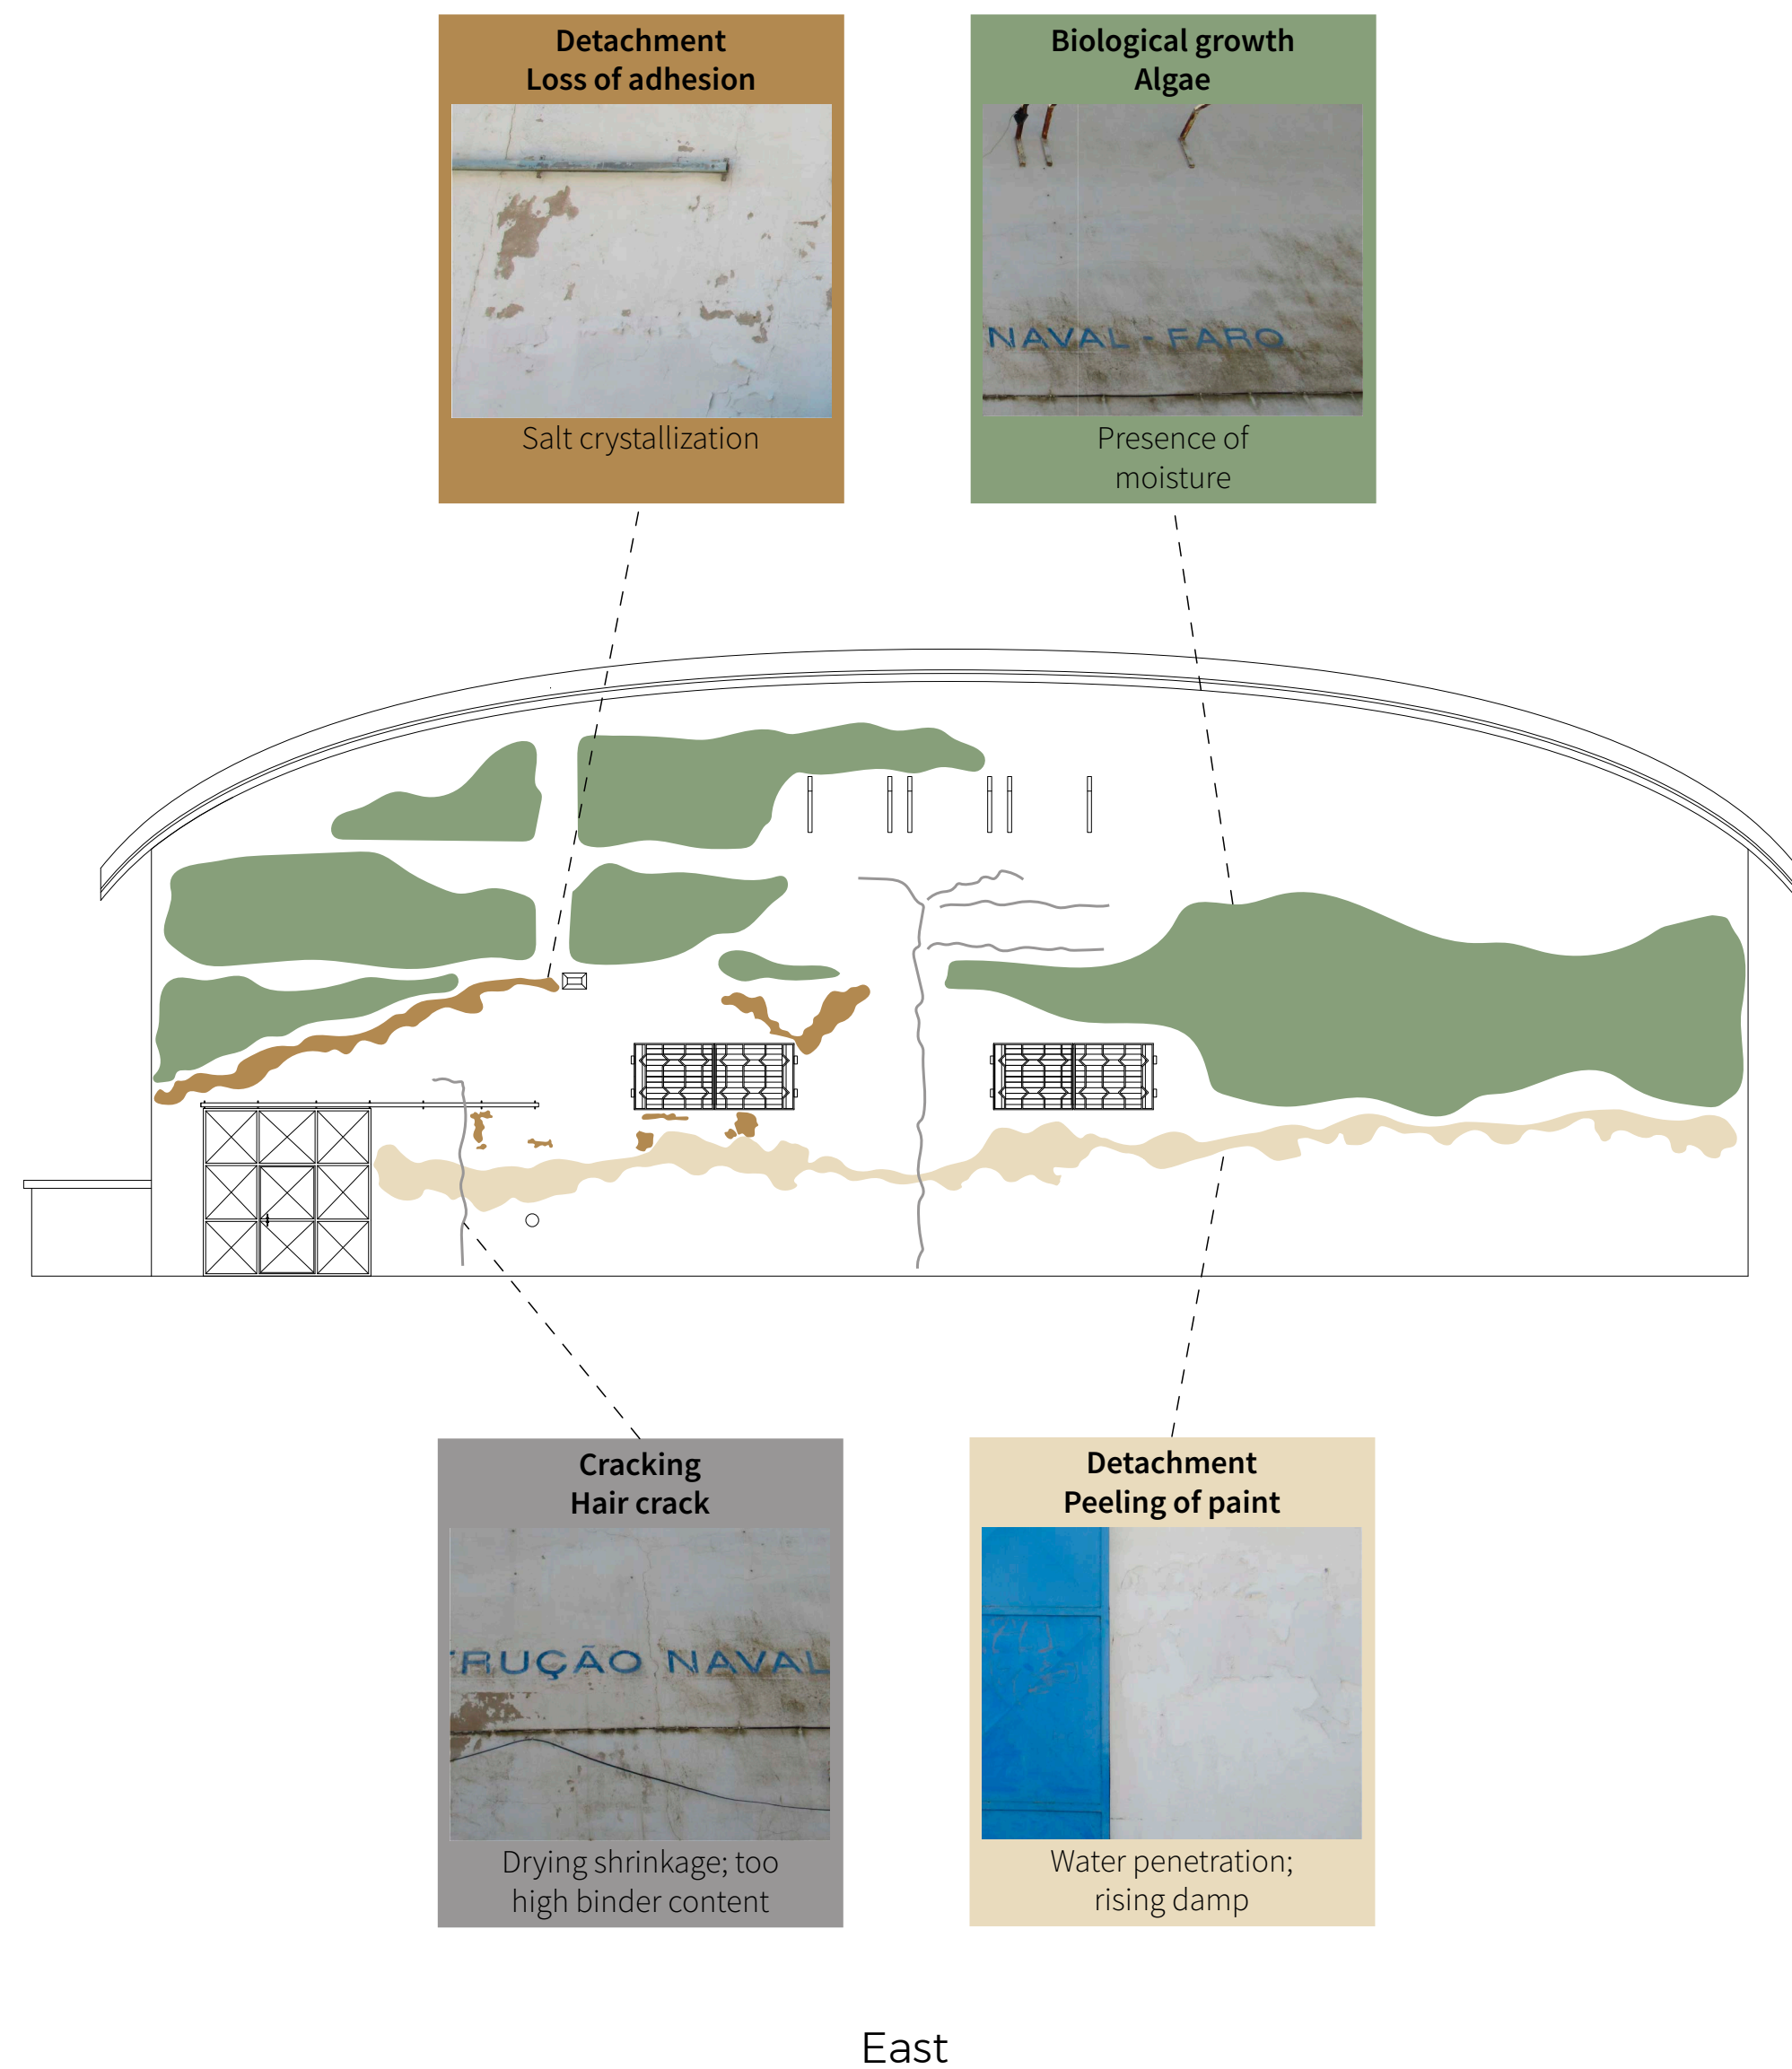 Detachment
Loss of adhesion
Salt crystallization
Biological growth
Algae
NAVAL - FARO
Presence of
moisture
Cracking
Hair crack
RUÇÃO NAVAL
Drying shrinkage; too
high binder content
Detachment
Peeling of paint
Water penetration;
rising damp
East